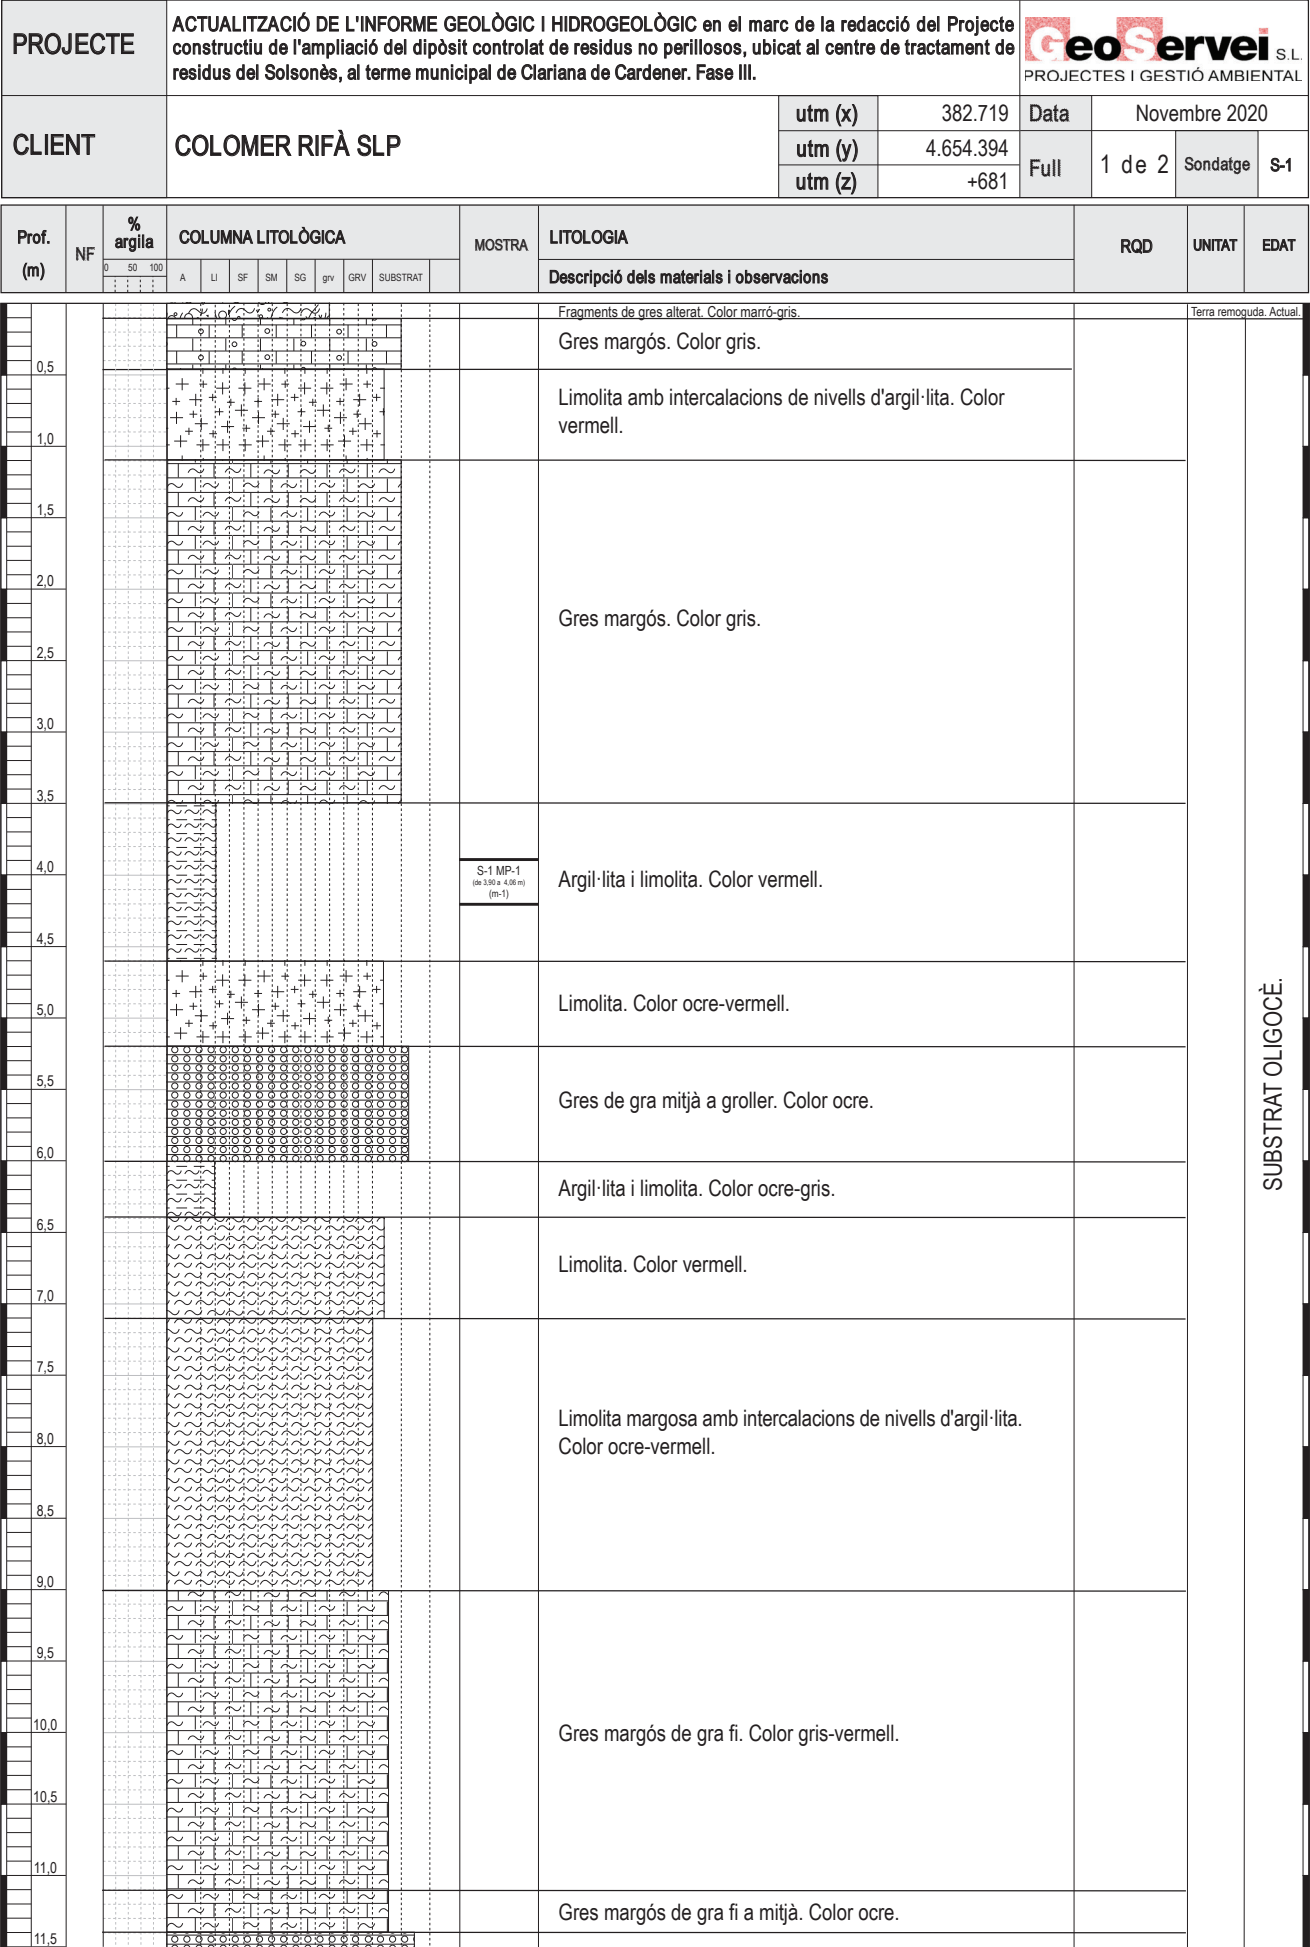 PROJECTE
ACTUALITZACIÓ DE L'INFORME GEOLÒGIC I HIDROGEOLÒGIC en el marc de la redacció del Projecte
constructiu de l'ampliació del dipòsit controlat de residus no perillosos, ubicat al centre de tractament de
residus del Solsonès, al terme municipal de Clariana de Cardener. Fase III.
GeoServei S.L.
PROJECTES I GESTIÓ AMBIENTAL
CLIENT
COLOMER RIFÀ SLP
utm (x) 382.719
utm (y) 4.654.394
utm (z) +681
Data Novembre 2020
Full 1 de 2 Sondatge S-1
Prof.
(m)
NF
%
argila
0 50 100
COLUMNA LITOLÒGICA
A LI SF SM SG grv GRV SUBSTRAT
MOSTRA
LITOLOGIA
Descripció dels materials i observacions
RQD
UNITAT
EDAT
Fragments de gres alterat. Color marró-gris.
Terra remoguda. Actual.
Gres margós. Color gris.
0,5
Limolita amb intercalacions de nivells d'argil·lita. Color
vermell.
1,0
1,5
2,0
Gres margós. Color gris.
2,5
3,0
3,5
4,0
S-1 MP-1
(de 3,90 a 4,06 m)
(m-1)
Argil·lita i limolita. Color vermell.
4,5
5,0
Limolita. Color ocre-vermell.
5,5
Gres de gra mitjà a groller. Color ocre.
6,0
Argil·lita i limolita. Color ocre-gris.
6,5
Limolita. Color vermell.
7,0
7,5
Limolita margosa amb intercalacions de nivells d'argil·lita.
Color ocre-vermell.
8,0
8,5
9,0
9,5
10,0
Gres margós de gra fi. Color gris-vermell.
10,5
11,0
Gres margós de gra fi a mitjà. Color ocre.
11,5
SUBSTRAT OLIGOCÈ.